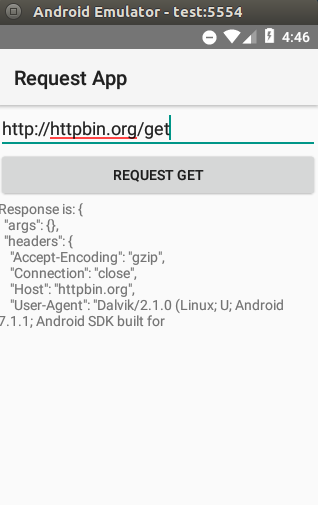 Android Emulator - test:5554
4:46
Request App
http://httpbin.org/get
REQUEST GET
Response is: {
"args": {},
"headers": {
"Accept-Encoding": "gzip",
"Connection": "close",
"Host": "httpbin.org",
"User-Agent": "Dalvik/2.1.0 (Linux; U; Android
7.1.1; Android SDK built for